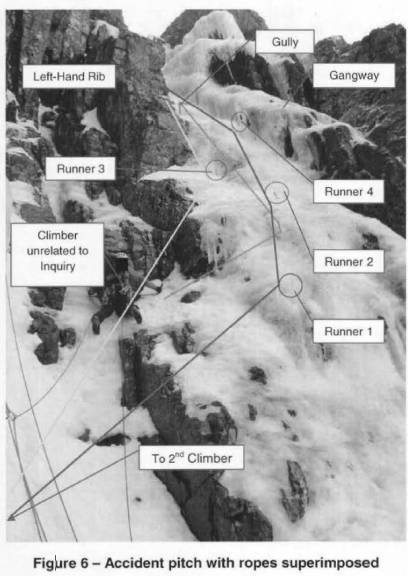 Gully
Left-Hand Rib
Gangway
Runner 3
Runner 4
Climber
unrelated to
Inquiry
Runner 2
Runner 1
To 2nd Climber
Figure 6 – Accident pitch with ropes superimposed